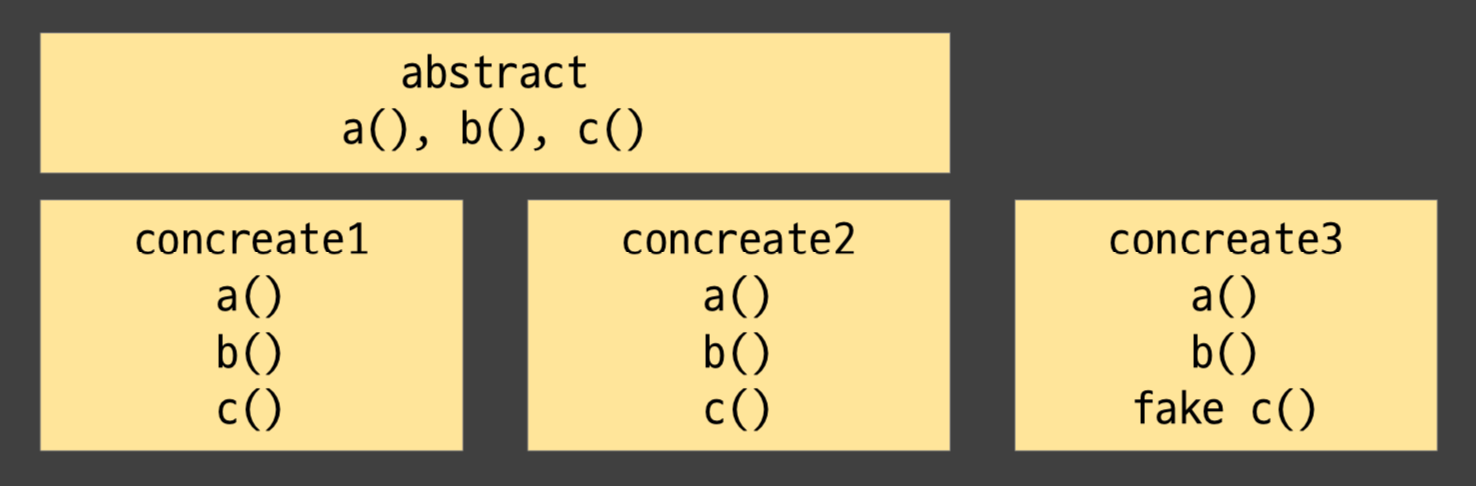 abstract
a(), b(), c()
concreate1
a()
b()
c()
concreate2
a()
b()
c()
concreate3
a()
b()
fake c()